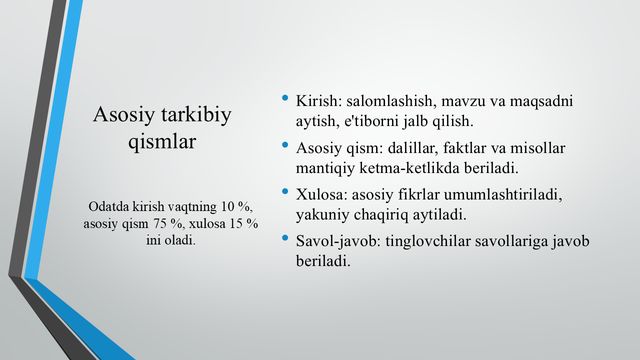 Asosiy tarkibiy
qismlar
Odatda kirish vaqtning 10 %,
asosiy qism 75 %, xulosa 15 %
ini oladi.
• Kirish: salomlashish, mavzu va maqsadni
aytish, e'tiborni jalb qilish.
• Asosiy qism: dalillar, faktlar va misollar
mantiqiy ketma-ketlikda beriladi.
• Xulosa: asosiy fikrlar umumlashtiriladi,
yakuniy chaqiriq aytiladi.
• Savol-javob: tinglovchilar savollariga javob
beriladi.